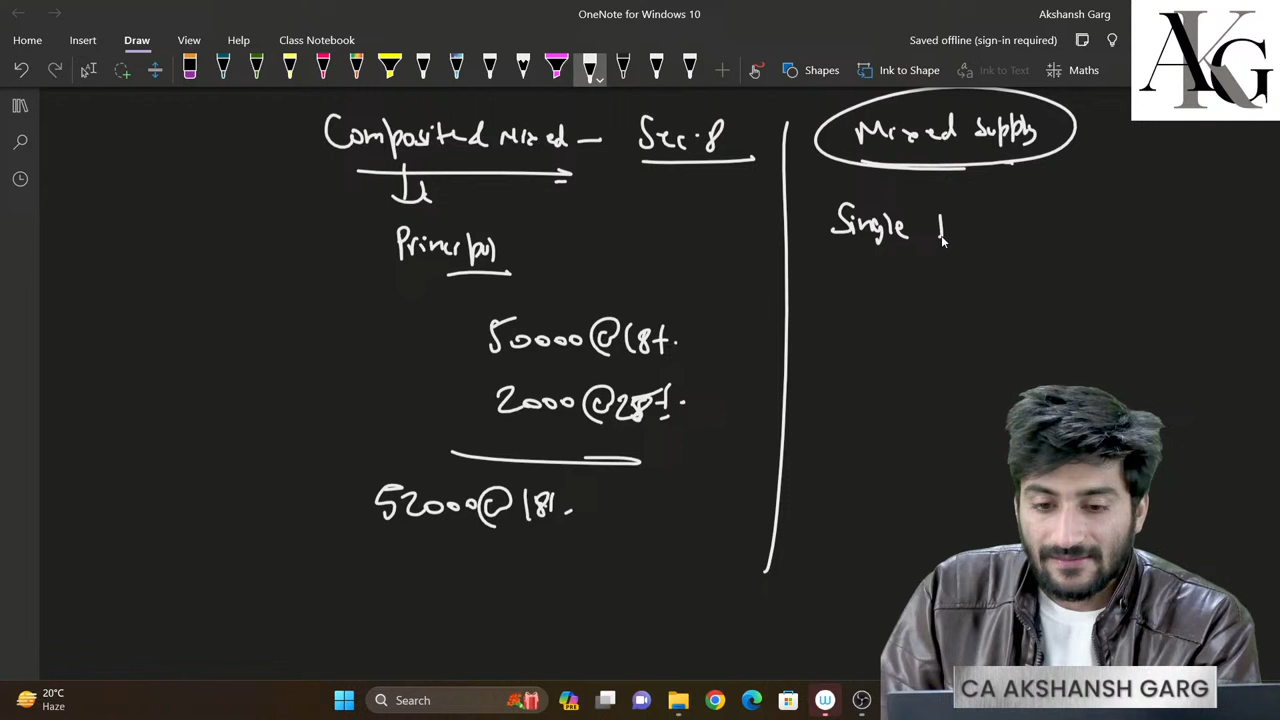 OneNote for Windows 10
Akshansh Garg
Home Insert Draw View Help Class Notebook
Saved offline (sign-in required)
Shapes Ink to Shape Ink to Text Maths
AKG
Composited Mixed — Sec. 8
Principal
50000@18%.
2000@28%.
52000@18%.
Mixed Supply
Single
CA AKSHANSH GARG
20°C
Haze
Search